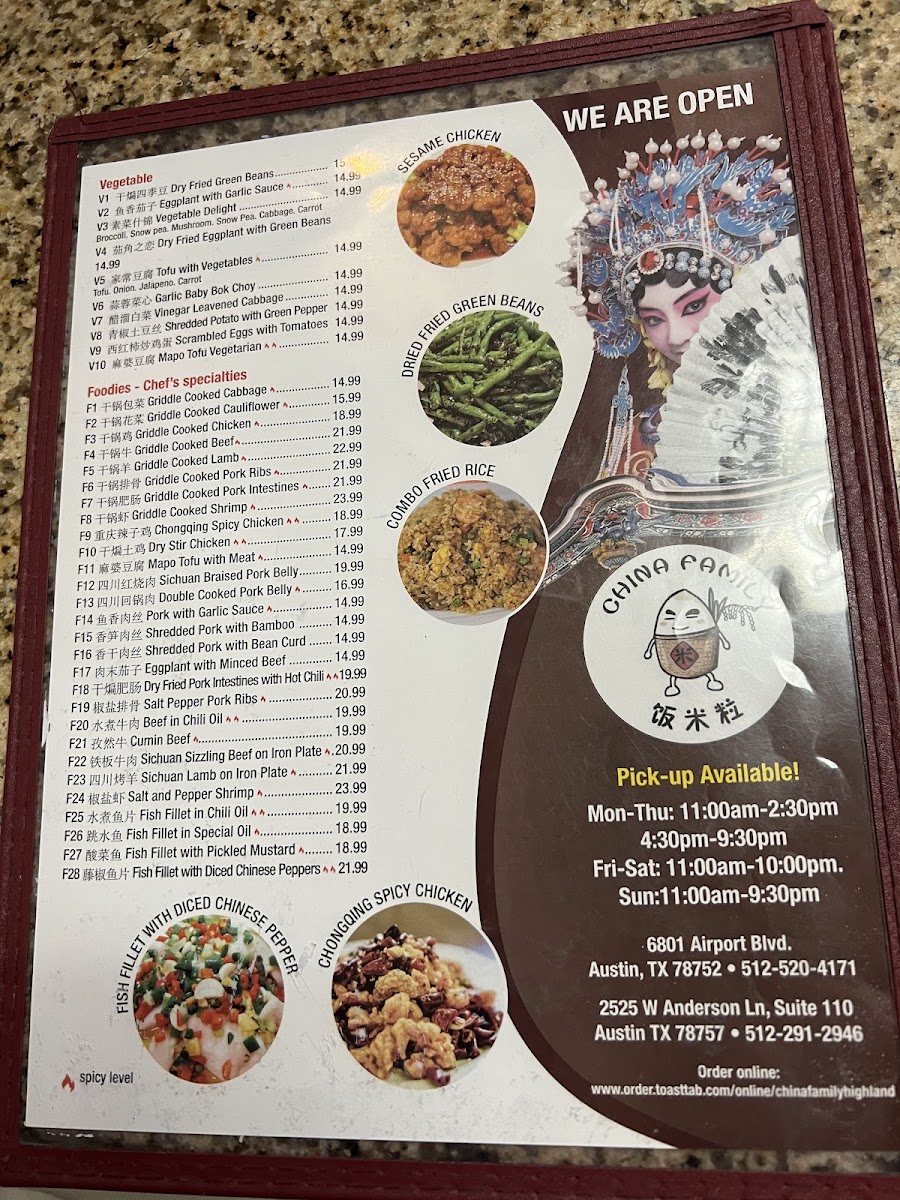 WE ARE OPEN
Vegetable
V1 干煸四季豆 Dry Fried Green Beans
V2 鱼香茄子 Eggplant with Garlic Sauce 14.99
V3 素菜什锦 Vegetable Delight 14.99
Broccoli, Snow pea, Mushroom, Snow Pea, Cabbage, Carrot
V4 茄角之恋 Dry Fried Eggplant with Green Beans
14.99
V5 家常豆腐 Tofu with Vegetables 14.99
Tofu, Onion, Jalapeno, Carrot
V6 蒜蓉菜心 Garlic Baby Bok Choy 14.99
V7 醋溜白菜 Vinegar Leavened Cabbage 14.99
V8 青椒土豆丝 Shredded Potato with Green Pepper 14.99
V9 西红柿炒鸡蛋 Scrambled Eggs with Tomatoes 14.99
V10 麻婆豆腐 Mapo Tofu Vegetarian 14.99
Foodies - Chef's specialties
F1 干锅包菜 Griddle Cooked Cabbage 14.99
F2 干锅花菜 Griddle Cooked Cauliflower 15.99
F3 干锅鸡 Griddle Cooked Chicken 18.99
F4 干锅牛 Griddle Cooked Beef 21.99
F5 干锅羊 Griddle Cooked Lamb 22.99
F6 干锅排骨 Griddle Cooked Pork Ribs 21.99
F7 干锅肥肠 Griddle Cooked Pork Intestines 21.99
F8 干锅虾 Griddle Cooked Shrimp 23.99
F9 重庆辣子鸡 Chongqing Spicy Chicken 18.99
F10 干煸土鸡 Dry Stir Chicken 17.99
F11 麻婆豆腐 Mapo Tofu with Meat 14.99
F12 四川红烧肉 Sichuan Braised Pork Belly 19.99
F13 四川回锅肉 Double Cooked Pork Belly 16.99
F14 鱼香肉丝 Pork with Garlic Sauce 14.99
F15 香笋肉丝 Shredded Pork with Bamboo 14.99
F16 香干肉丝 Shredded Pork with Bean Curd 14.99
F17 肉末茄子 Eggplant with Minced Beef 14.99
F18 干煸肥肠 Dry Fried Pork Intestines with Hot Chili 19.99
F19 椒盐排骨 Salt Pepper Pork Ribs 20.99
F20 水煮牛肉 Beef in Chili Oil 19.99
F21 孜然牛 Cumin Beef 19.99
F22 铁板牛肉 Sichuan Sizzling Beef on Iron Plate 20.99
F23 四川烤羊 Sichuan Lamb on Iron Plate 21.99
F24 椒盐虾 Salt and Pepper Shrimp 23.99
F25 水煮鱼片 Fish Fillet in Chili Oil 19.99
F26 跳水鱼 Fish Fillet in Special Oil 18.99
F27 酸菜鱼 Fish Fillet with Pickled Mustard 18.99
F28 藤椒鱼片 Fish Fillet with Diced Chinese Peppers 21.99
SESAME CHICKEN
DRIED FRIED GREEN BEANS
COMBO FRIED RICE
FISH FILLET WITH DICED CHINESE PEPPER
CHONGQING SPICY CHICKEN
spicy level
CHINA FAMILY
米
饭米粒
Pick-up Available!
Mon-Thu: 11:00am-2:30pm
4:30pm-9:30pm
Fri-Sat: 11:00am-10:00pm.
Sun:11:00am-9:30pm
6801 Airport Blvd.
Austin, TX 78752 • 512-520-4171
2525 W Anderson Ln, Suite 110
Austin TX 78757 • 512-291-2946
Order online:
www.order.toasttab.com/online/chinafamilyhighland